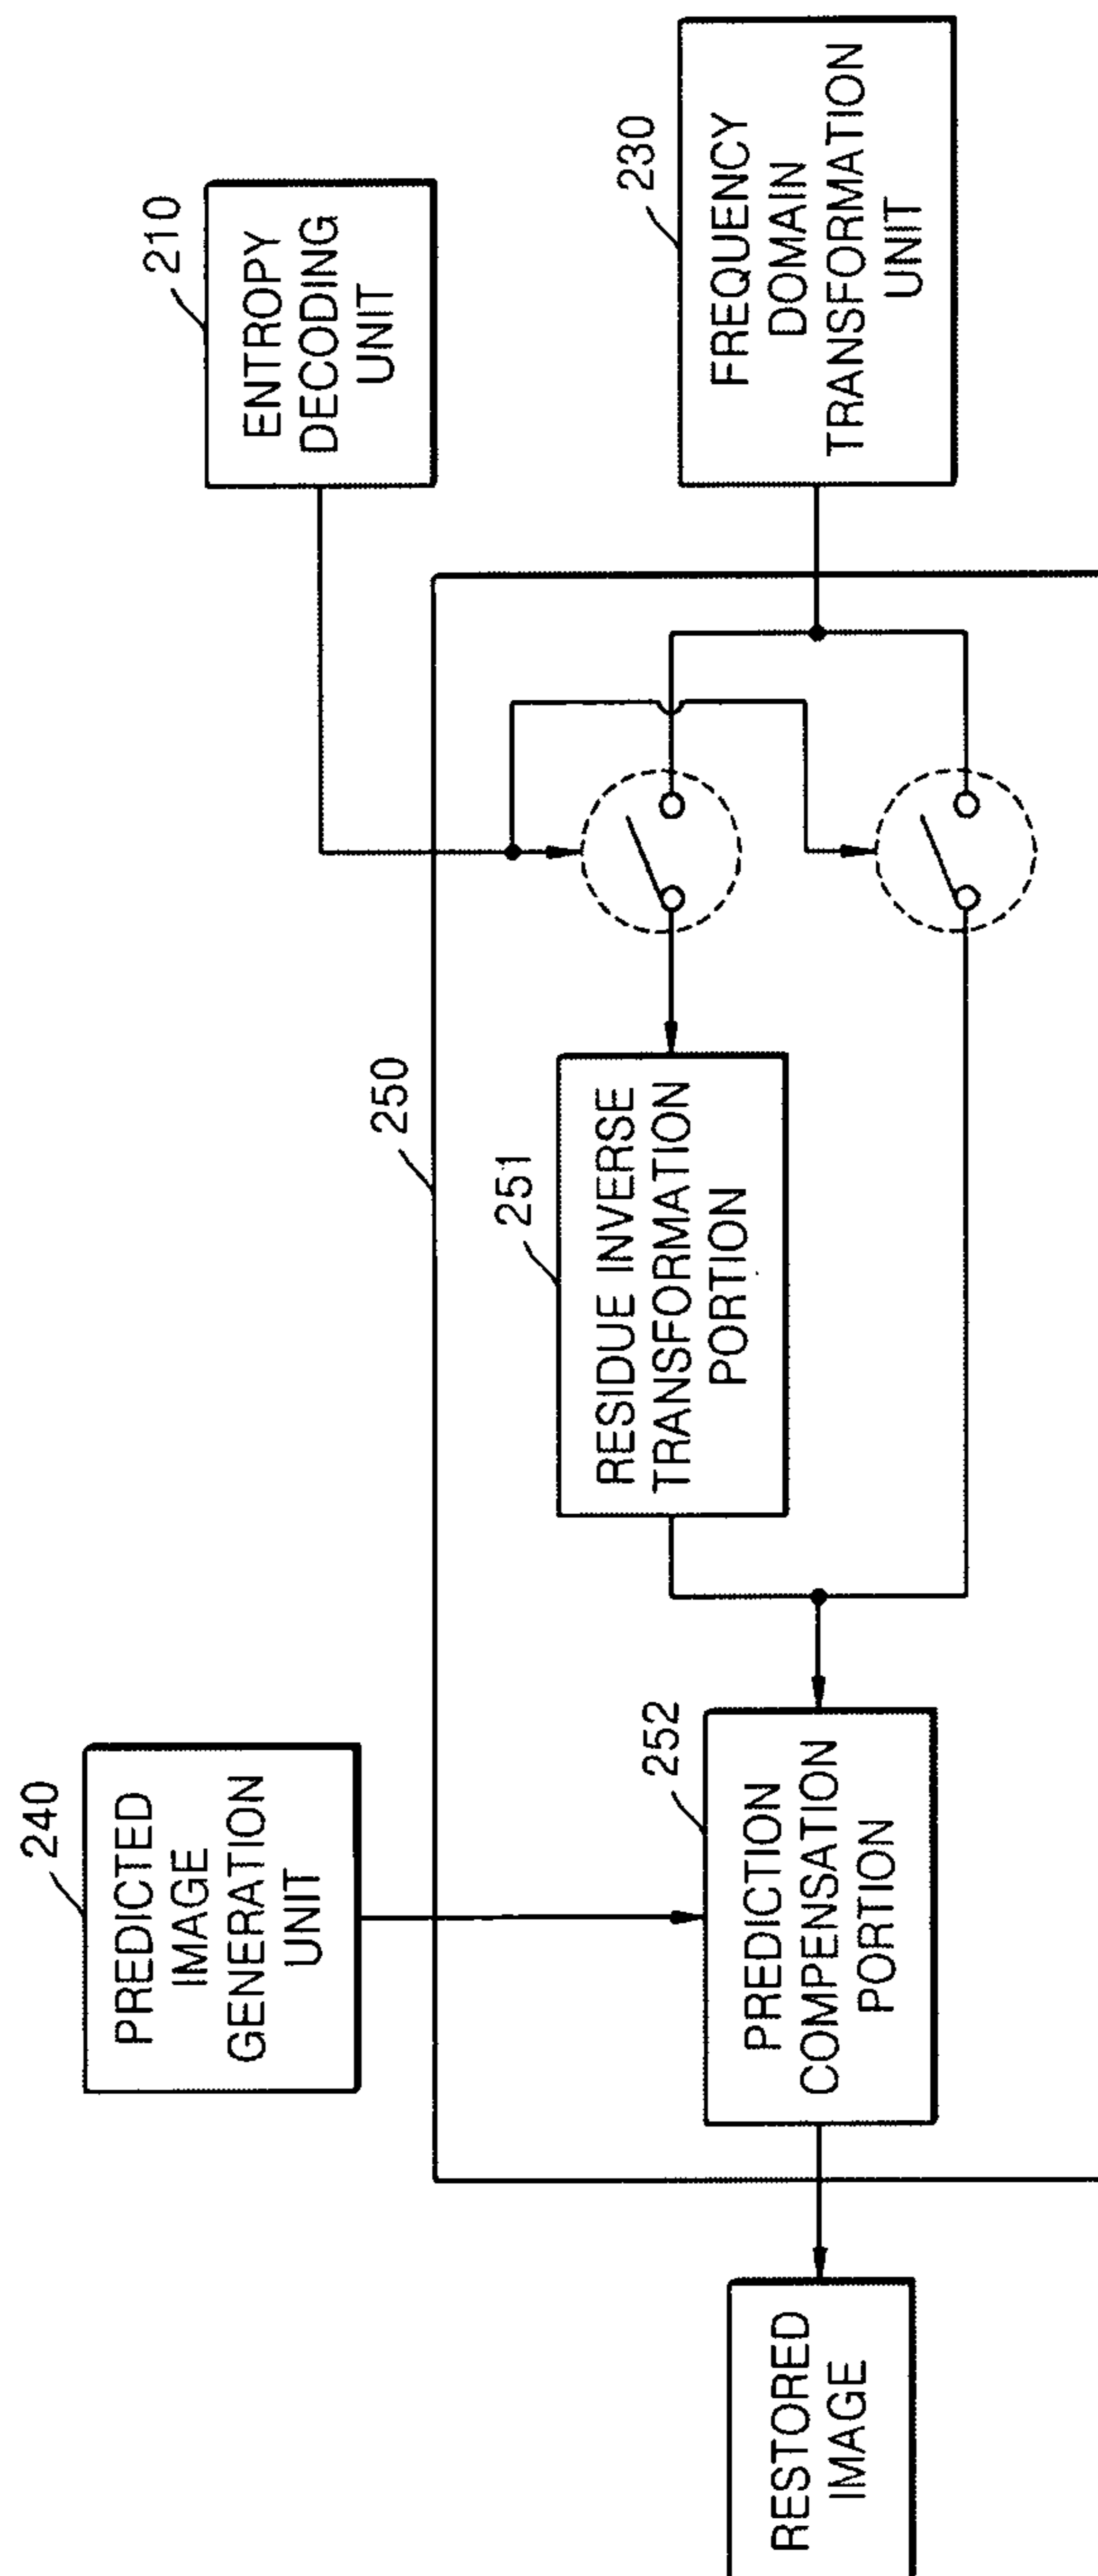 240
PREDICTED
IMAGE
GENERATION
UNIT
210
ENTROPY
DECODING
UNIT
250
251
RESIDUE INVERSE
TRANSFORMATION
PORTION
252
PREDICTION
COMPENSATION
PORTION
230
FREQUENCY
DOMAIN
TRANSFORMATION
UNIT
RESTORED
IMAGE